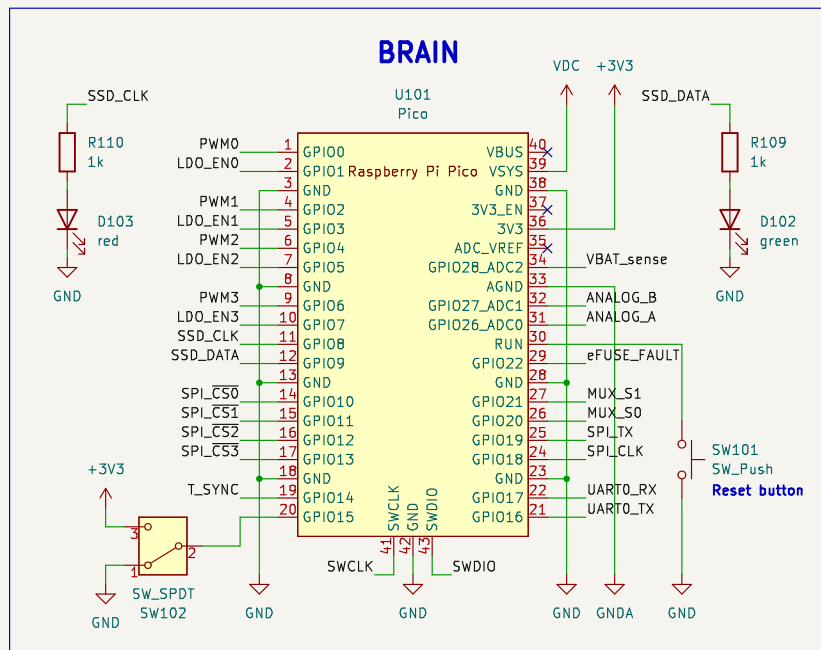 BRAIN
VDC +3V3
SSD_CLK
U101
Pico
SSD_DATA
R110
1k
D103
red
GND
R109
1k
D102
green
GND
Raspberry Pi Pico
PWM0 1 GPIO0
LDO_EN0 2 GPIO1
3 GND
PWM1 4 GPIO2
LDO_EN1 5 GPIO3
PWM2 6 GPIO4
LDO_EN2 7 GPIO5
8 GND
PWM3 9 GPIO6
LDO_EN3 10 GPIO7
SSD_CLK 11 GPIO8
SSD_DATA 12 GPIO9
13 GND
SPI_CS0 14 GPIO10
SPI_CS1 15 GPIO11
SPI_CS2 16 GPIO12
SPI_CS3 17 GPIO13
18 GND
T_SYNC 19 GPIO14
20 GPIO15
VBUS 40
VSYS 39
GND 38
3V3_EN 37
3V3 36
ADC_VREF 35
GPIO28_ADC2 34 VBAT_sense
AGND 33
GPIO27_ADC1 32 ANALOG_B
GPIO26_ADC0 31 ANALOG_A
RUN 30
GPIO22 29 eFUSE_FAULT
GND 28
GPIO21 27 MUX_S1
GPIO20 26 MUX_S0
GPIO19 25 SPI_TX
GPIO18 24 SPI_CLK
GND 23
GPIO17 22 UART0_RX
GPIO16 21 UART0_TX
SWCLK GND SWDIO
41 42 43
SWCLK SWDIO
+3V3
3
2
1
SW_SPDT
SW102
GND
SW101
SW_Push
Reset button
GND GND GND GNDA GND